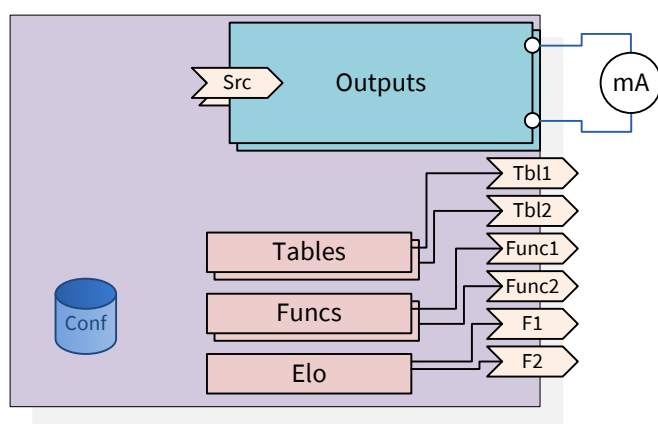 Src
Outputs
mA
Tbl1
Tbl2
Tables
Func1
Func2
Funcs
Conf
F1
Elo
F2